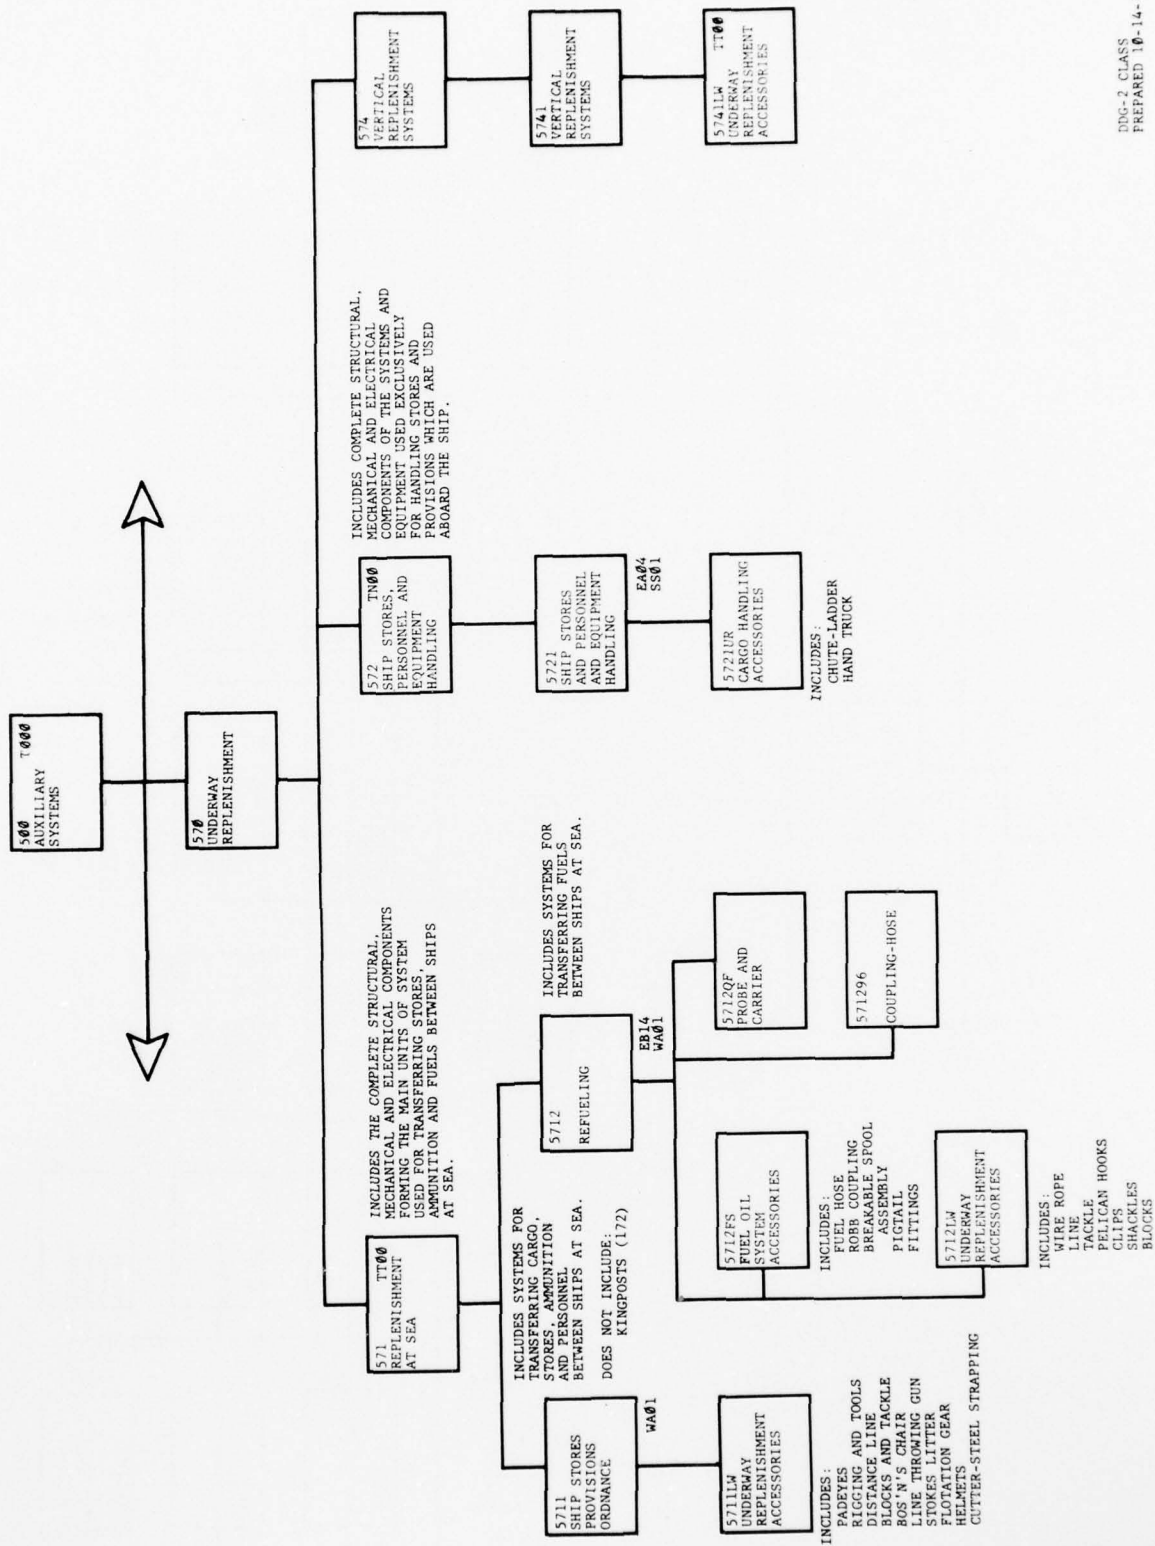 500 T000
AUXILIARY
SYSTEMS
570
UNDERWAY
REPLENISHMENT
571 TT00
REPLENISHMENT
AT SEA
INCLUDES THE COMPLETE STRUCTURAL,
MECHANICAL AND ELECTRICAL COMPONENTS
FORMING THE MAIN UNITS OF SYSTEM
USED FOR TRANSFERRING STORES,
AMMUNITION AND FUELS BETWEEN SHIPS
AT SEA.
572 TN00
SHIP STORES,
PERSONNEL AND
EQUIPMENT
HANDLING
INCLUDES COMPLETE STRUCTURAL,
MECHANICAL AND ELECTRICAL
COMPONENTS OF THE SYSTEMS AND
EQUIPMENT USED EXCLUSIVELY
FOR HANDLING STORES AND
PROVISIONS WHICH ARE USED
ABOARD THE SHIP.
574
VERTICAL
REPLENISHMENT
SYSTEMS
5711
SHIP STORES
PROVISIONS
ORDNANCE
INCLUDES SYSTEMS FOR
TRANSFERRING CARGO,
STORES, AMMUNITION
AND PERSONNEL
BETWEEN SHIPS AT SEA.
DOES NOT INCLUDE:
KINGPOSTS (172)
WA01
5712
REFUELING
INCLUDES SYSTEMS FOR
TRANSFERRING FUELS
BETWEEN SHIPS AT SEA.
EB14
WA01
5721
SHIP STORES
AND PERSONNEL
AND EQUIPMENT
HANDLING
EA04
SS01
5741
VERTICAL
REPLENISHMENT
SYSTEMS
5711LW
UNDERWAY
REPLENISHMENT
ACCESSORIES
INCLUDES:
PADEYES
RIGGING AND TOOLS
DISTANCE LINE
BLOCKS AND TACKLE
BOS'N'S CHAIR
LINE THROWING GUN
STOKES LITTER
FLOTATION GEAR
HELMETS
CUTTER-STEEL STRAPPING
5712FS
FUEL OIL
SYSTEM
ACCESSORIES
INCLUDES:
FUEL HOSE
ROBB COUPLING
BREAKABLE SPOOL
ASSEMBLY
PIGTAIL
FITTINGS
5712QF
PROBE AND
CARRIER
5721UR
CARGO HANDLING
ACCESSORIES
INCLUDES:
CHUTE-LADDER
HAND TRUCK
5741LW TT00
UNDERWAY
REPLENISHMENT
ACCESSORIES
571296
COUPLING-HOSE
5712LW
UNDERWAY
REPLENISHMENT
ACCESSORIES
INCLUDES:
WIRE ROPE
LINE
TACKLE
PELICAN HOOKS
CLIPS
SHACKLES
BLOCKS
DDG-2 CLASS
PREPARED 10-14-